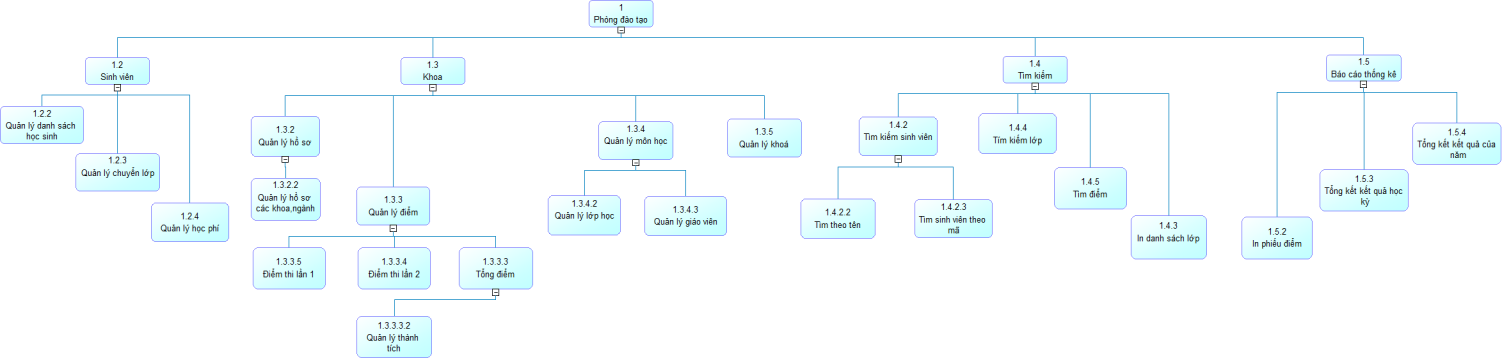 1
Phòng đào tạo
1.2
Sinh viên
1.3
Khoa
1.4
Tìm kiếm
1.5
Báo cáo thống kê
1.2.2
Quản lý danh sách
học sinh
1.2.3
Quản lý chuyển lớp
1.2.4
Quản lý học phí
1.3.2
Quản lý hồ sơ
1.3.2.2
Quản lý hồ sơ
các khoa,ngành
1.3.3
Quản lý điểm
1.3.3.5
Điểm thi lần 1
1.3.3.4
Điểm thi lần 2
1.3.3.3
Tổng điểm
1.3.3.3.2
Quản lý thành
tích
1.3.4
Quản lý môn học
1.3.4.2
Quản lý lớp học
1.3.4.3
Quản lý giáo viên
1.3.5
Quản lý khoá
1.4.2
Tìm kiếm sinh viên
1.4.2.2
Tìm theo tên
1.4.2.3
Tìm sinh viên theo
mã
1.4.4
Tím kiếm lớp
1.4.5
Tìm điểm
1.4.3
In danh sách lớp
1.5.2
In phiếu điểm
1.5.3
Tổng kết kết quả học
kỳ
1.5.4
Tổng kết kết quả của
năm